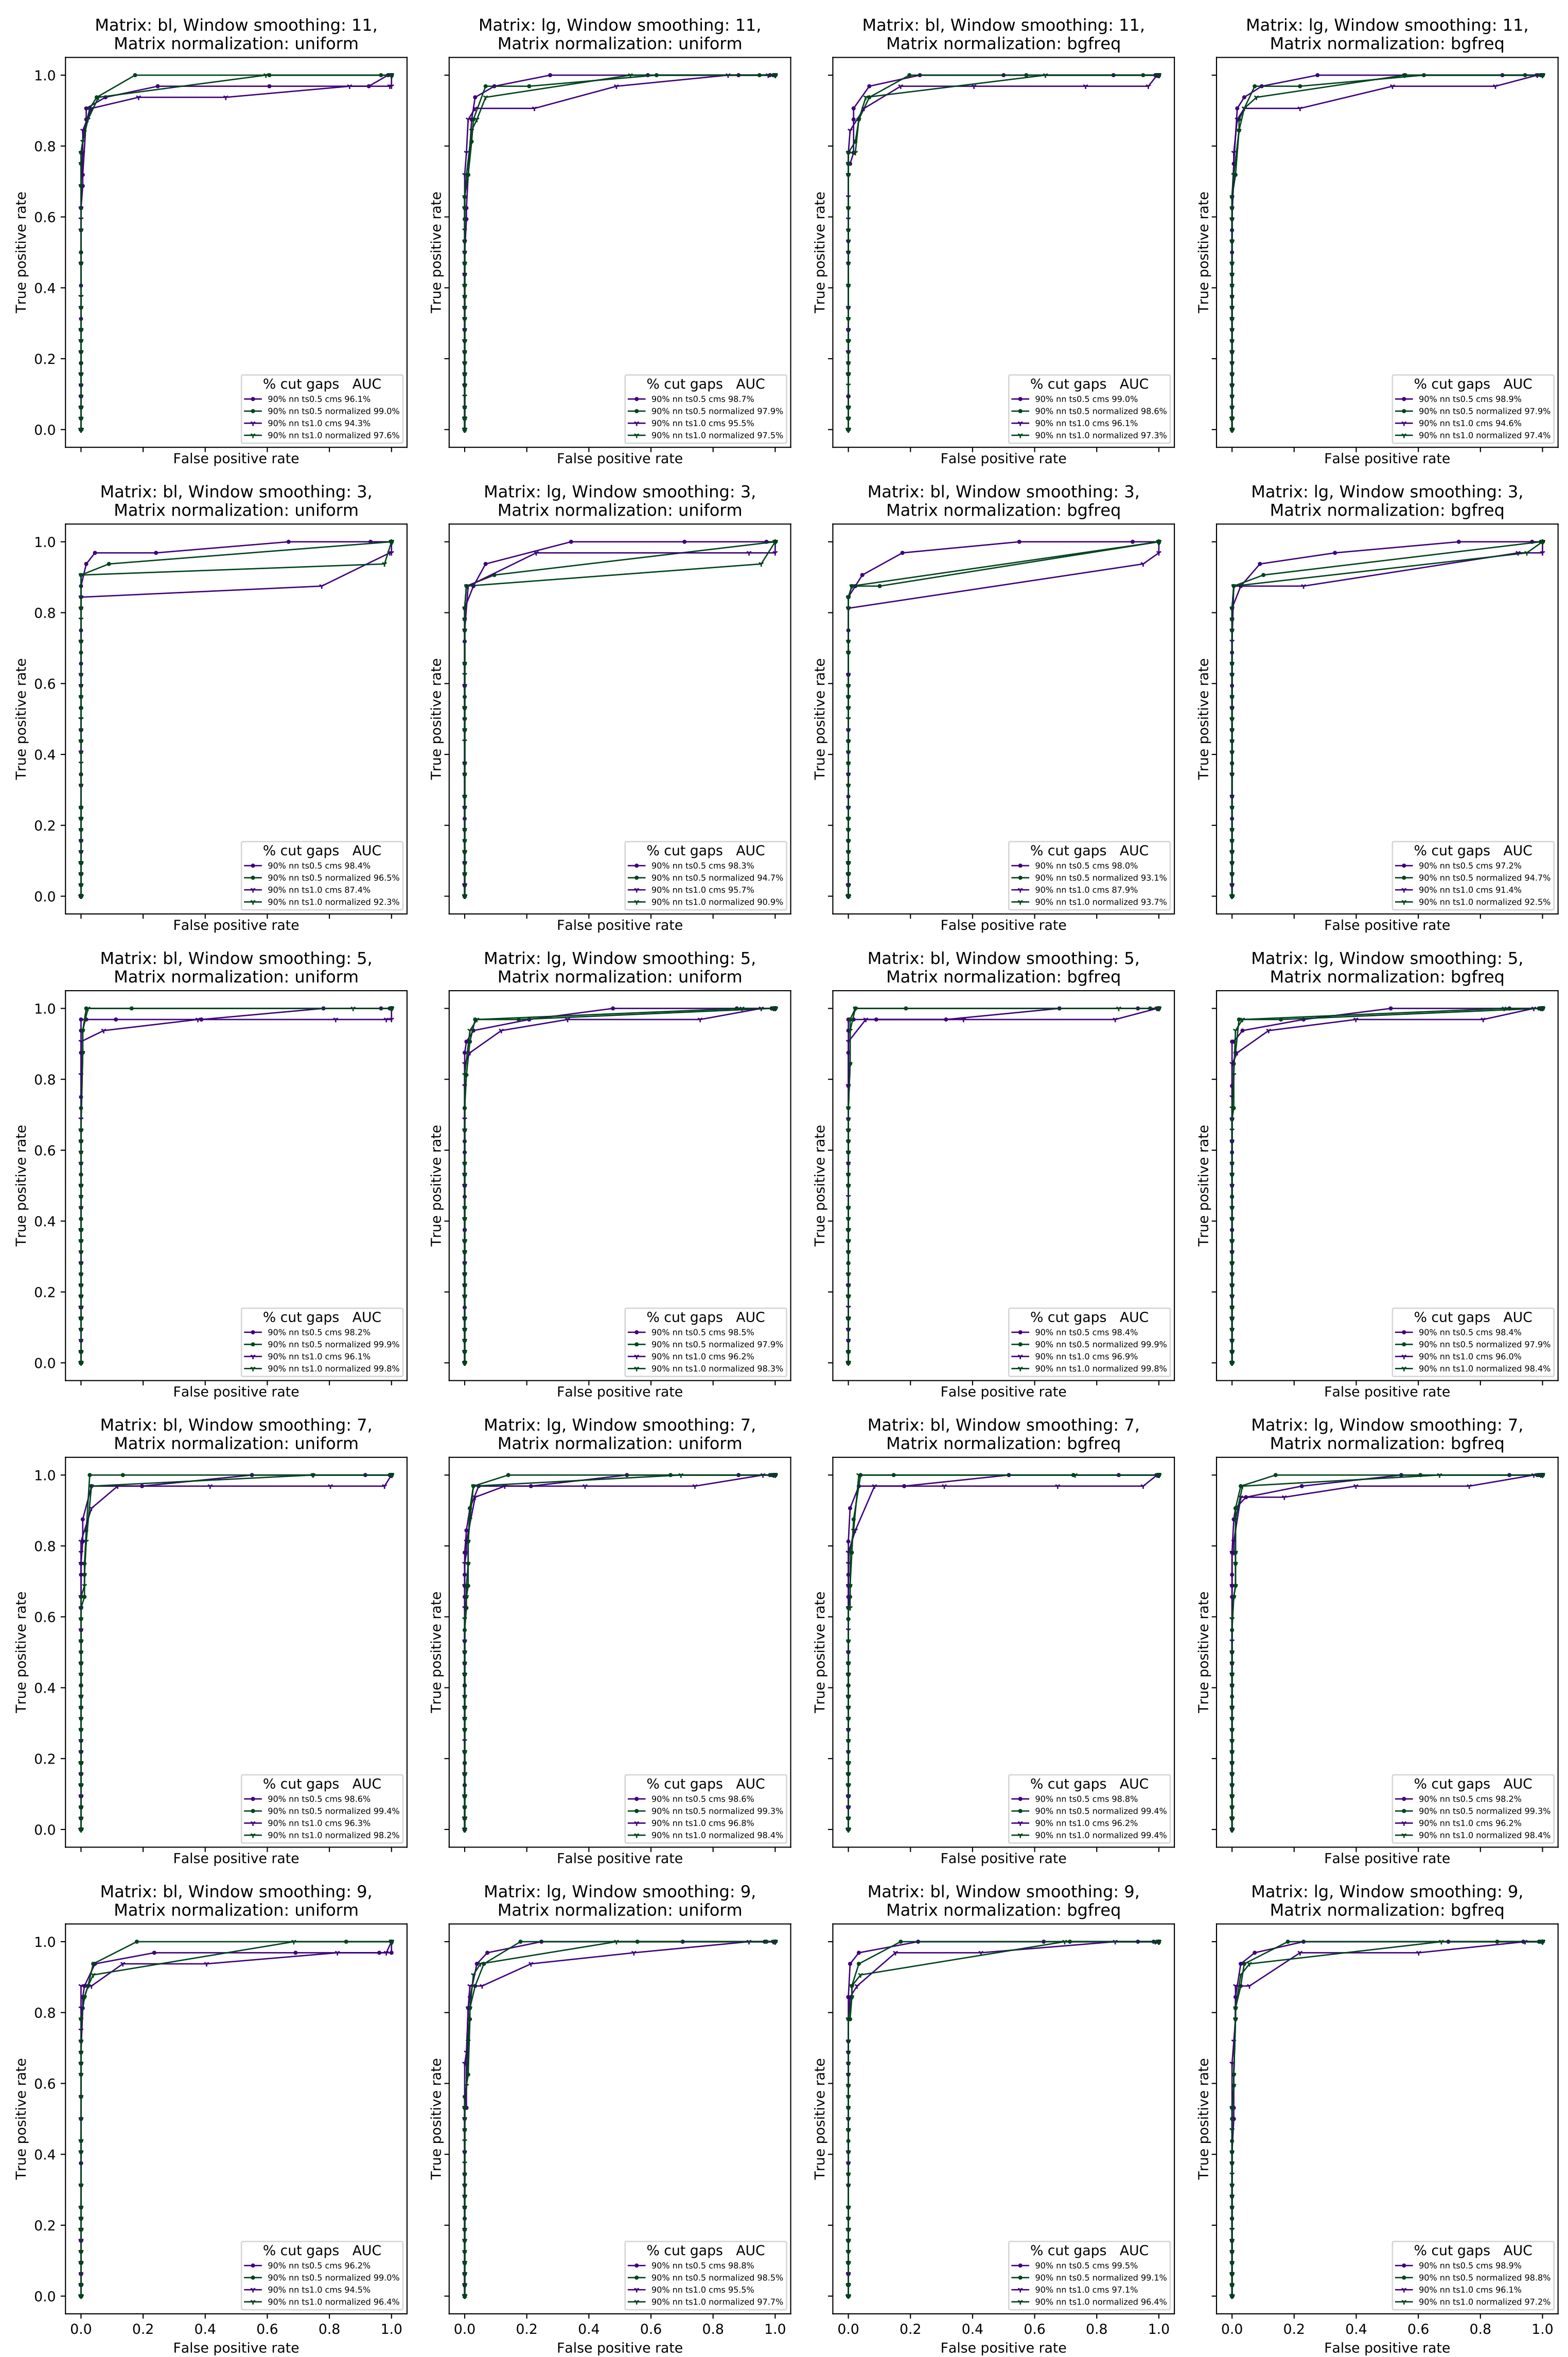 Matrix: bl, Window smoothing: 11,
Matrix normalization: uniform
True positive rate
1.0
0.8
0.6
0.4
0.2
0.0
% cut gaps AUC
90% nn ts0.5 cms 96.1%
90% nn ts0.5 normalized 99.0%
90% nn ts1.0 cms 94.3%
90% nn ts1.0 normalized 97.6%
False positive rate
Matrix: lg, Window smoothing: 11,
Matrix normalization: uniform
True positive rate
% cut gaps AUC
90% nn ts0.5 cms 98.7%
90% nn ts0.5 normalized 97.9%
90% nn ts1.0 cms 95.5%
90% nn ts1.0 normalized 97.5%
False positive rate
Matrix: bl, Window smoothing: 11,
Matrix normalization: bgfreq
True positive rate
% cut gaps AUC
90% nn ts0.5 cms 99.0%
90% nn ts0.5 normalized 98.6%
90% nn ts1.0 cms 96.1%
90% nn ts1.0 normalized 97.3%
False positive rate
Matrix: lg, Window smoothing: 11,
Matrix normalization: bgfreq
True positive rate
% cut gaps AUC
90% nn ts0.5 cms 98.9%
90% nn ts0.5 normalized 97.9%
90% nn ts1.0 cms 94.6%
90% nn ts1.0 normalized 97.4%
False positive rate
Matrix: bl, Window smoothing: 3,
Matrix normalization: uniform
True positive rate
1.0
0.8
0.6
0.4
0.2
0.0
% cut gaps AUC
90% nn ts0.5 cms 98.4%
90% nn ts0.5 normalized 96.5%
90% nn ts1.0 cms 87.4%
90% nn ts1.0 normalized 92.3%
False positive rate
Matrix: lg, Window smoothing: 3,
Matrix normalization: uniform
True positive rate
% cut gaps AUC
90% nn ts0.5 cms 98.3%
90% nn ts0.5 normalized 94.7%
90% nn ts1.0 cms 95.7%
90% nn ts1.0 normalized 90.9%
False positive rate
Matrix: bl, Window smoothing: 3,
Matrix normalization: bgfreq
True positive rate
% cut gaps AUC
90% nn ts0.5 cms 98.0%
90% nn ts0.5 normalized 93.1%
90% nn ts1.0 cms 87.9%
90% nn ts1.0 normalized 93.7%
False positive rate
Matrix: lg, Window smoothing: 3,
Matrix normalization: bgfreq
True positive rate
% cut gaps AUC
90% nn ts0.5 cms 97.2%
90% nn ts0.5 normalized 94.7%
90% nn ts1.0 cms 91.4%
90% nn ts1.0 normalized 92.5%
False positive rate
Matrix: bl, Window smoothing: 5,
Matrix normalization: uniform
True positive rate
1.0
0.8
0.6
0.4
0.2
0.0
% cut gaps AUC
90% nn ts0.5 cms 98.2%
90% nn ts0.5 normalized 99.9%
90% nn ts1.0 cms 96.1%
90% nn ts1.0 normalized 99.8%
False positive rate
Matrix: lg, Window smoothing: 5,
Matrix normalization: uniform
True positive rate
% cut gaps AUC
90% nn ts0.5 cms 98.5%
90% nn ts0.5 normalized 97.9%
90% nn ts1.0 cms 96.2%
90% nn ts1.0 normalized 98.3%
False positive rate
Matrix: bl, Window smoothing: 5,
Matrix normalization: bgfreq
True positive rate
% cut gaps AUC
90% nn ts0.5 cms 98.4%
90% nn ts0.5 normalized 99.9%
90% nn ts1.0 cms 96.9%
90% nn ts1.0 normalized 99.8%
False positive rate
Matrix: lg, Window smoothing: 5,
Matrix normalization: bgfreq
True positive rate
% cut gaps AUC
90% nn ts0.5 cms 98.4%
90% nn ts0.5 normalized 97.9%
90% nn ts1.0 cms 96.0%
90% nn ts1.0 normalized 98.4%
False positive rate
Matrix: bl, Window smoothing: 7,
Matrix normalization: uniform
True positive rate
1.0
0.8
0.6
0.4
0.2
0.0
% cut gaps AUC
90% nn ts0.5 cms 98.6%
90% nn ts0.5 normalized 99.4%
90% nn ts1.0 cms 96.3%
90% nn ts1.0 normalized 98.2%
False positive rate
Matrix: lg, Window smoothing: 7,
Matrix normalization: uniform
True positive rate
% cut gaps AUC
90% nn ts0.5 cms 98.6%
90% nn ts0.5 normalized 99.3%
90% nn ts1.0 cms 96.8%
90% nn ts1.0 normalized 98.4%
False positive rate
Matrix: bl, Window smoothing: 7,
Matrix normalization: bgfreq
True positive rate
% cut gaps AUC
90% nn ts0.5 cms 98.8%
90% nn ts0.5 normalized 99.4%
90% nn ts1.0 cms 96.2%
90% nn ts1.0 normalized 99.4%
False positive rate
Matrix: lg, Window smoothing: 7,
Matrix normalization: bgfreq
True positive rate
% cut gaps AUC
90% nn ts0.5 cms 98.2%
90% nn ts0.5 normalized 99.3%
90% nn ts1.0 cms 96.2%
90% nn ts1.0 normalized 98.4%
False positive rate
Matrix: bl, Window smoothing: 9,
Matrix normalization: uniform
True positive rate
1.0
0.8
0.6
0.4
0.2
0.0
% cut gaps AUC
90% nn ts0.5 cms 96.2%
90% nn ts0.5 normalized 99.0%
90% nn ts1.0 cms 94.5%
90% nn ts1.0 normalized 96.4%
0.0 0.2 0.4 0.6 0.8 1.0
False positive rate
Matrix: lg, Window smoothing: 9,
Matrix normalization: uniform
True positive rate
% cut gaps AUC
90% nn ts0.5 cms 98.8%
90% nn ts0.5 normalized 98.5%
90% nn ts1.0 cms 95.5%
90% nn ts1.0 normalized 97.7%
0.0 0.2 0.4 0.6 0.8 1.0
False positive rate
Matrix: bl, Window smoothing: 9,
Matrix normalization: bgfreq
True positive rate
% cut gaps AUC
90% nn ts0.5 cms 99.5%
90% nn ts0.5 normalized 99.1%
90% nn ts1.0 cms 97.1%
90% nn ts1.0 normalized 96.4%
0.0 0.2 0.4 0.6 0.8 1.0
False positive rate
Matrix: lg, Window smoothing: 9,
Matrix normalization: bgfreq
True positive rate
% cut gaps AUC
90% nn ts0.5 cms 98.9%
90% nn ts0.5 normalized 98.8%
90% nn ts1.0 cms 96.1%
90% nn ts1.0 normalized 97.2%
0.0 0.2 0.4 0.6 0.8 1.0
False positive rate